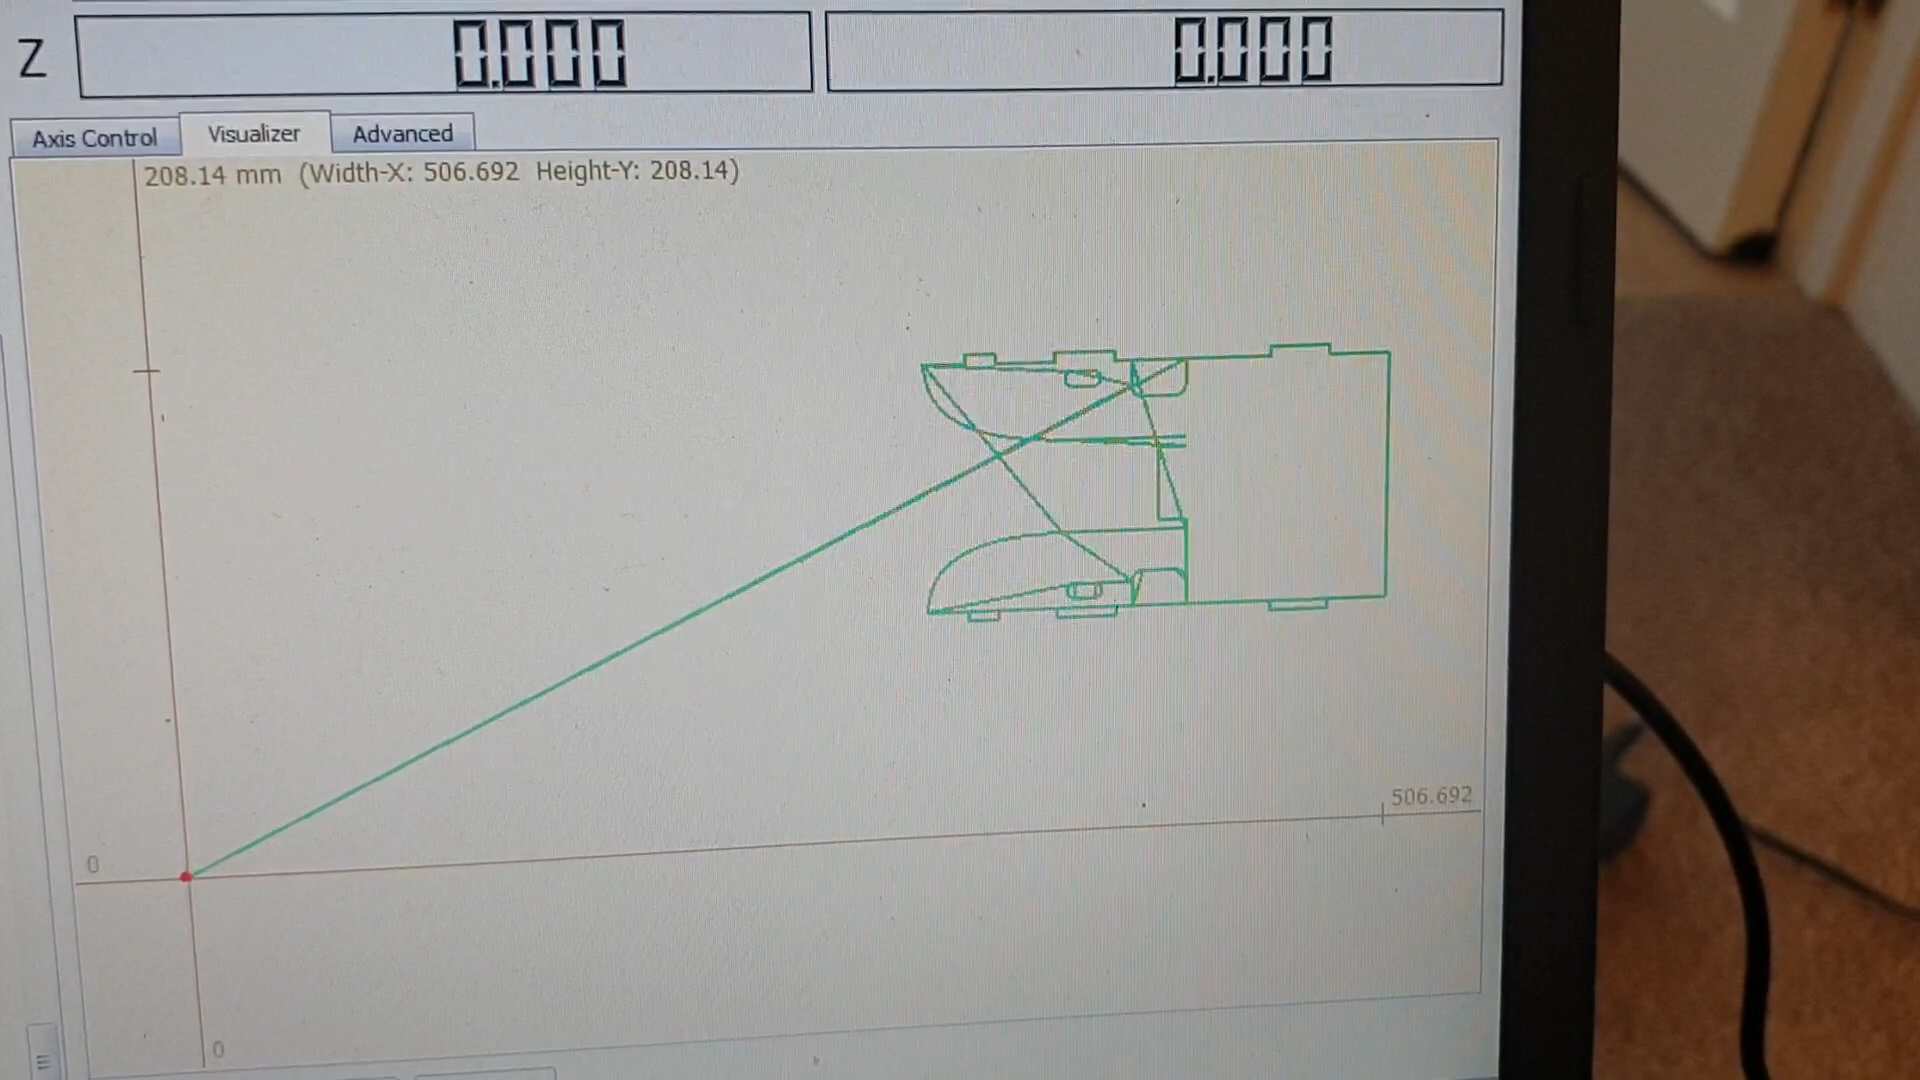 Z 0.000 0.000
Axis Control Visualizer Advanced
208.14 mm (Width-X: 506.692 Height-Y: 208.14)
506.692
0
0